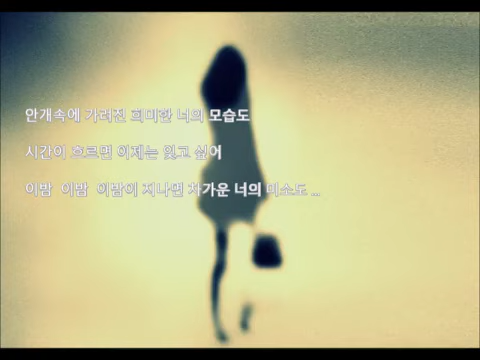 안개속에 가려진 희미한 너의 모습도
시간이 흐르면 이제는 잊고 싶어
이밤 이밤 이밤이 지나면 차가운 너의 미소도 ...